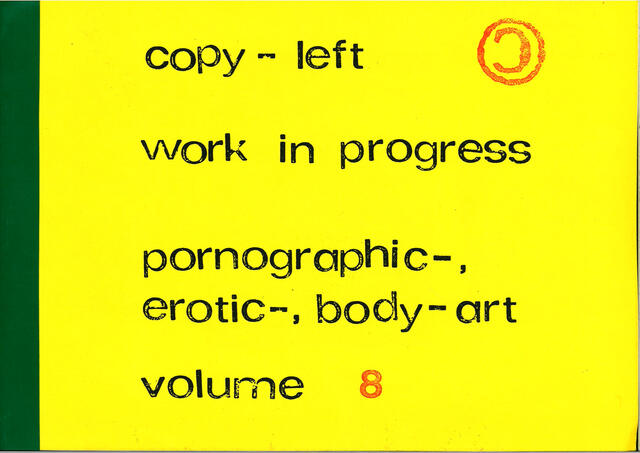 copy - left
work in progress
pornographic-,
erotic-, body-art
volume 8